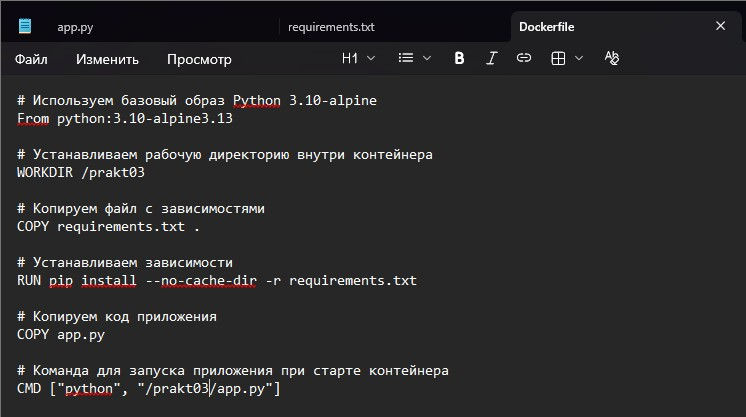 app.py
requirements.txt
Dockerfile
Файл Изменить Просмотр H1 B I
# Используем базовый образ Python 3.10-alpine
From python:3.10-alpine3.13
# Устанавливаем рабочую директорию внутри контейнера
WORKDIR /prakt03
# Копируем файл с зависимостями
COPY requirements.txt .
# Устанавливаем зависимости
RUN pip install --no-cache-dir -r requirements.txt
# Копируем код приложения
COPY app.py
# Команда для запуска приложения при старте контейнера
CMD ["python", "/prakt03/app.py"]